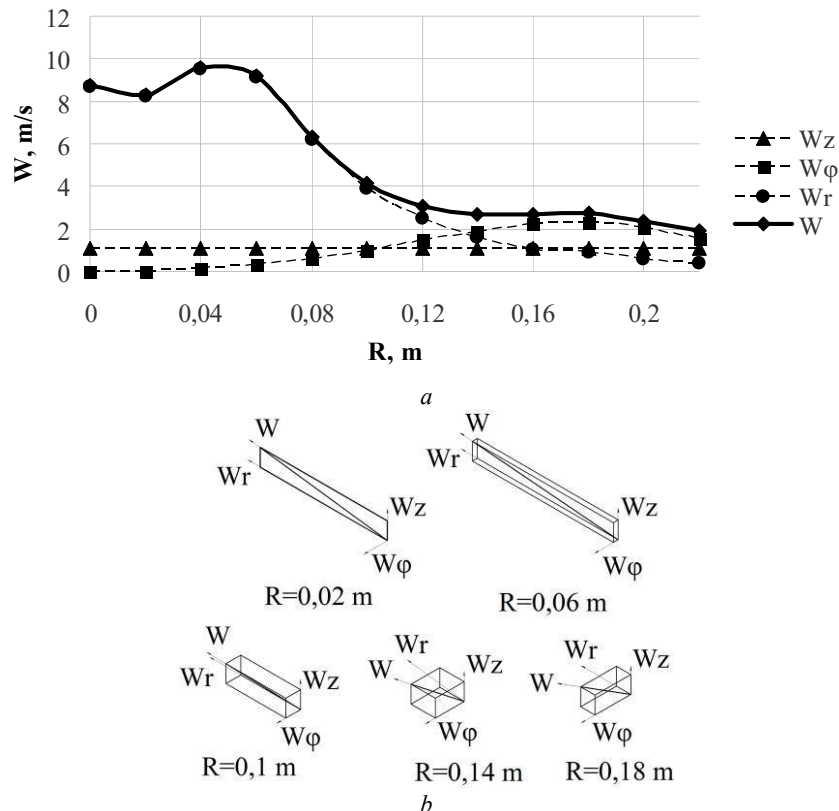 12
10
8
6
4
2
0
W, m/s
0 0,04 0,08 0,12 0,16 0,2
R, m
Wz
Wφ
Wr
W
a
W
Wr
Wz
Wφ
R=0,02 m
W
Wr
Wz
Wφ
R=0,06 m
W
Wr
Wz
Wφ
R=0,1 m
Wr
W
Wz
Wφ
R=0,14 m
Wr
W
Wz
Wφ
R=0,18 m
b